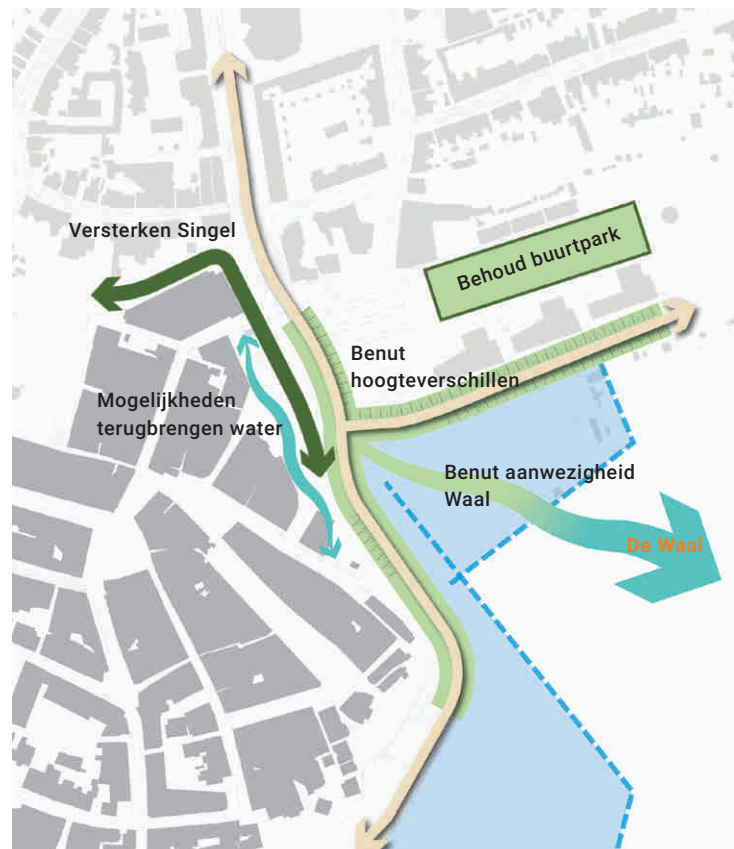 Versterken Singel
Behoud buurtpark
Benut
hoogteverschillen
Mogelijkheden
terugbrengen water
Benut aanwezigheid
Waal
De Waal